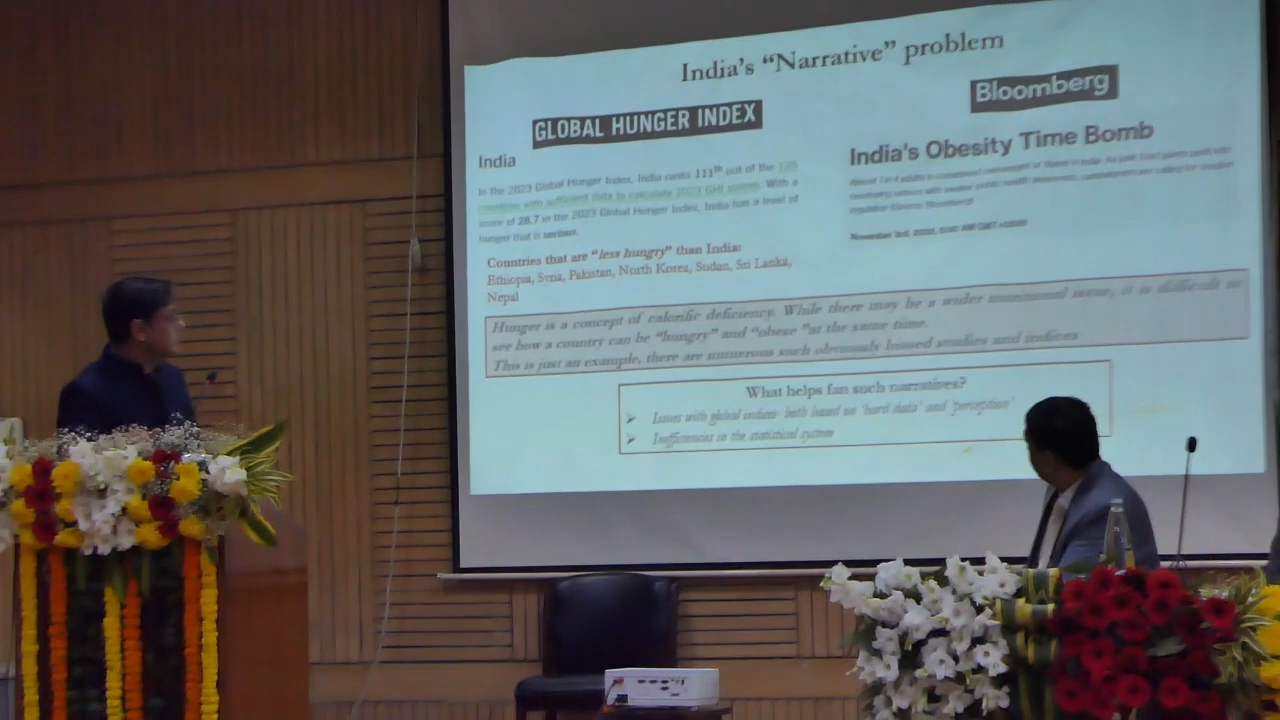 India's “Narrative” problem
GLOBAL HUNGER INDEX
India
In the 2023 Global Hunger Index, India ranks 111th out of the 125
countries with sufficient data to calculate 2023 GHI scores. With a
score of 28.7 in the 2023 Global Hunger Index, India has a level of
hunger that is serious.
Countries that are “less hungry” than India:
Ethiopia, Syria, Pakistan, North Korea, Sudan, Sri Lanka,
Nepal
Bloomberg
India's Obesity Time Bomb
Hunger is a concept of calorific deficiency. While there may be a wider nutritional issue, it is difficult to
see how a country can be “hungry” and “obese ”at the same time.
This is just an example, there are numerous such obviously biased studies and indices
What helps fan such narratives?
➢ Issues with global indices- both based on 'hard data' and 'perception'
➢ Inefficiencies in the statistical system